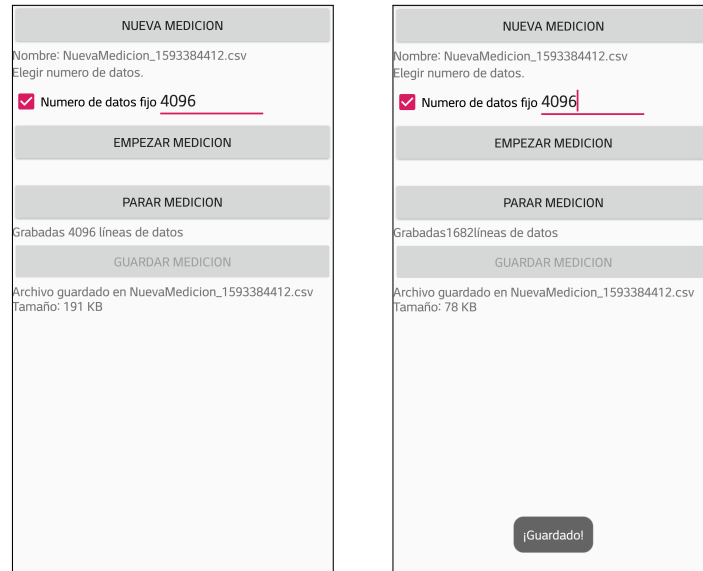 NUEVA MEDICION
Nombre: NuevaMedicion_1593384412.csv
Elegir numero de datos.
Numero de datos fijo 4096
EMPEZAR MEDICION
PARAR MEDICION
Grabadas 4096 líneas de datos
GUARDAR MEDICION
Archivo guardado en NuevaMedicion_1593384412.csv
Tamaño: 191 KB
NUEVA MEDICION
Nombre: NuevaMedicion_1593384412.csv
Elegir numero de datos.
Numero de datos fijo 4096
EMPEZAR MEDICION
PARAR MEDICION
Grabadas1682líneas de datos
GUARDAR MEDICION
Archivo guardado en NuevaMedicion_1593384412.csv
Tamaño: 78 KB
¡Guardado!